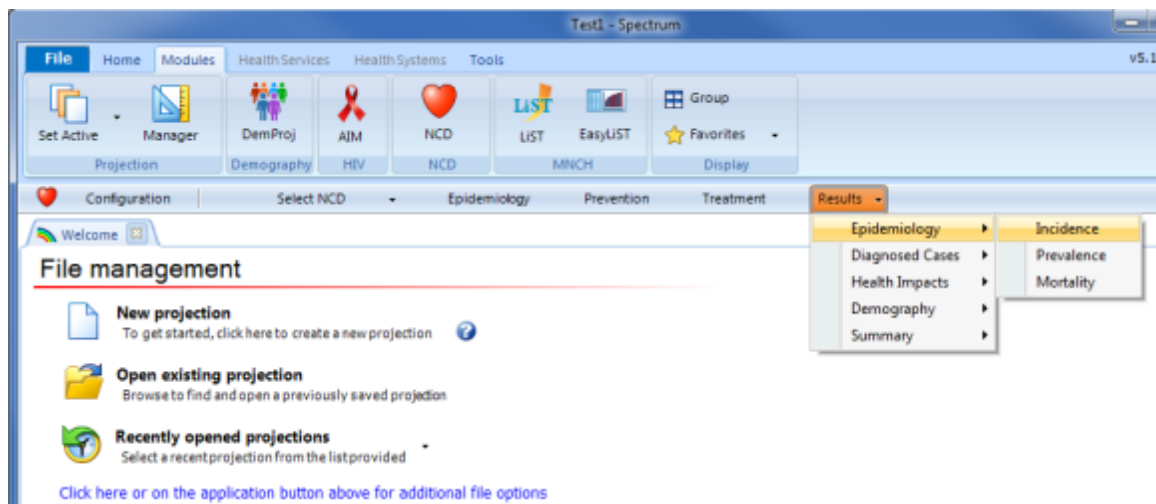 Test1 - Spectrum
File Home Modules Health Services Health Systems Tools v5.1
Set Active Manager DemProj AIM NCD LiST LiST EasyLiST Group
Favorites
Projection Demography HIV NCD MNCH Display
Configuration Select NCD Epidemiology Prevention Treatment Results
Welcome
Epidemiology Incidence
Diagnosed Cases Prevalence
Health Impacts Mortality
Demography
Summary
File management
New projection
To get started, click here to create a new projection
Open existing projection
Browse to find and open a previously saved projection
Recently opened projections
Select a recent projection from the list provided
Click here or on the application button above for additional file options